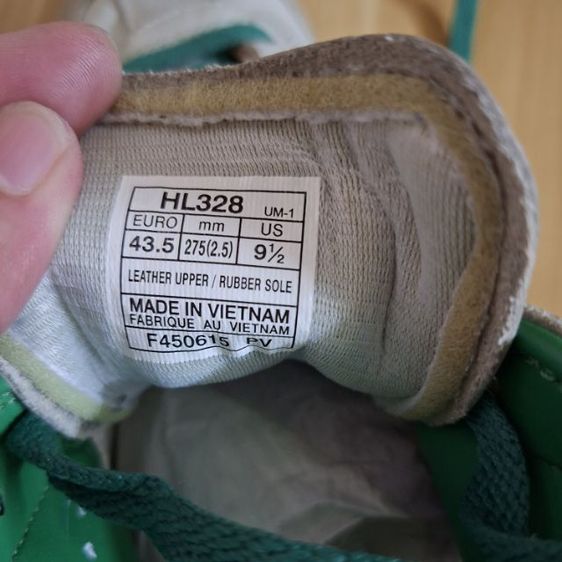 HL328 UM-1
EURO mm US
43.5 275(2.5) 9½
LEATHER UPPER / RUBBER SOLE
MADE IN VIETNAM
FABRIQUE AU VIETNAM
F450615 PV